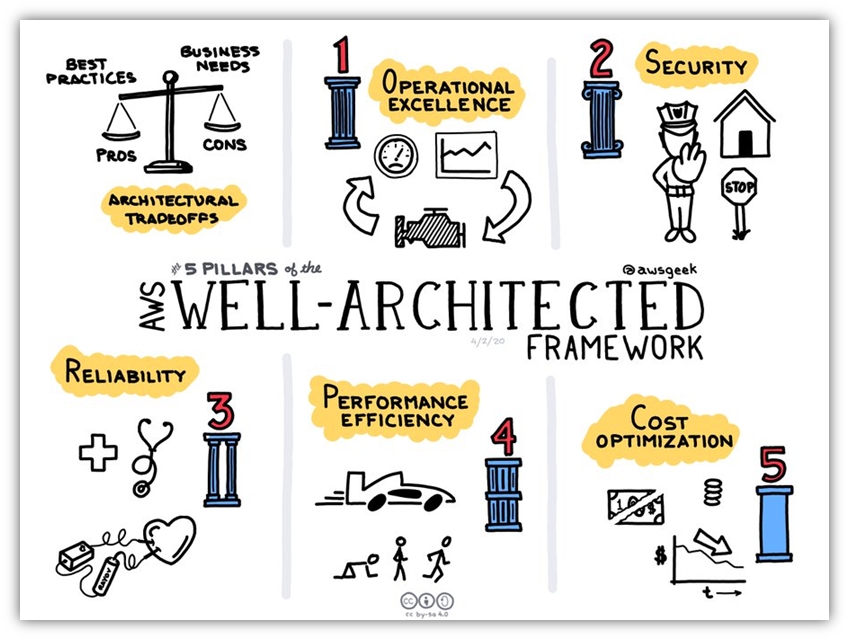 BEST
PRACTICES
BUSINESS
NEEDS
PROS
CONS
ARCHITECTURAL
TRADEOFFS
1
OPERATIONAL
EXCELLENCE
2
SECURITY
STOP
5 PILLARS of the
@awsgeek
AWS
WELL-ARCHITECTED
4/2/20
FRAMEWORK
RELIABILITY
3
PERFORMANCE
EFFICIENCY
4
COST
OPTIMIZATION
5
$
t
cc
cc by-sa 4.0